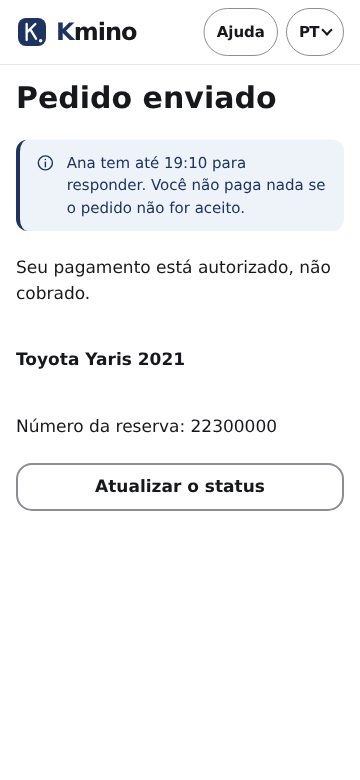 K. Kmino
Ajuda
PT
Pedido enviado
Ana tem até 19:10 para
responder. Você não paga nada se
o pedido não for aceito.
Seu pagamento está autorizado, não
cobrado.
Toyota Yaris 2021
Número da reserva: 22300000
Atualizar o status